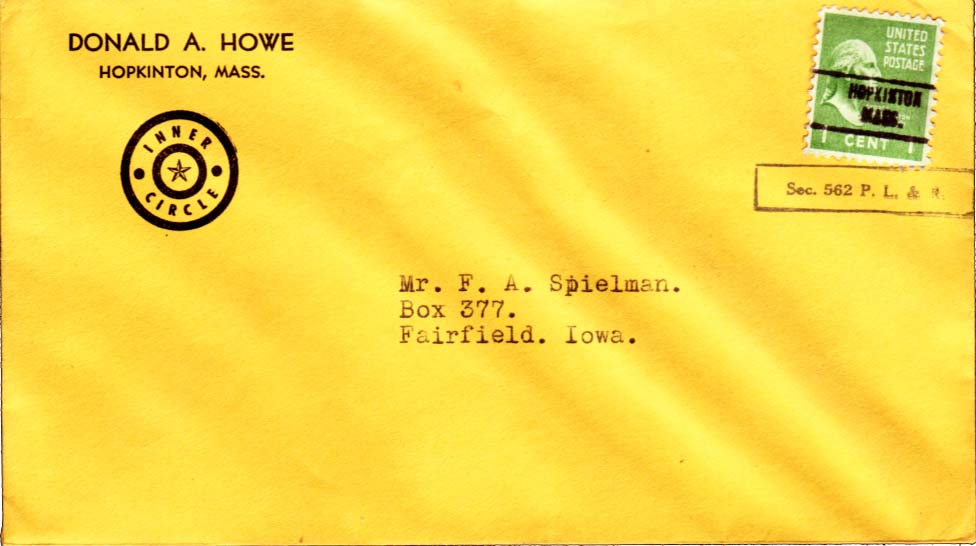 DONALD A. HOWE
HOPKINTON, MASS.
INNER
CIRCLE
UNITED
STATES
POSTAGE
HOPKINTON
MASS.
1 CENT 1
Sec. 562 P. L. & R.
Mr. F. A. Spielman.
Box 377.
Fairfield. Iowa.